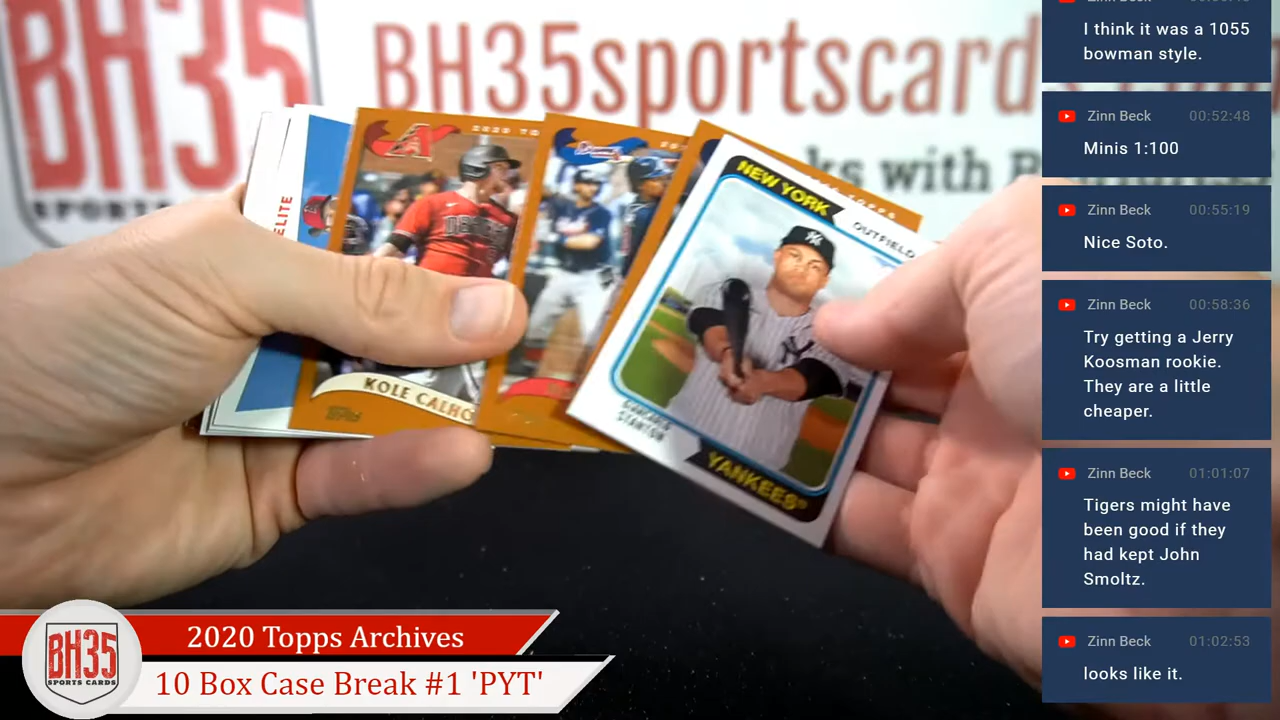 BH35
SPORTS
BH35sportscard
ks with B
ELITE
2020 TO
A
KOLE CALHO
NEW YORK
OUTFIELD
STANTON
YANKEES®
I think it was a 1055
bowman style.
Zinn Beck 00:52:48
Minis 1:100
Zinn Beck 00:55:19
Nice Soto.
Zinn Beck 00:58:36
Try getting a Jerry
Koosman rookie.
They are a little
cheaper.
Zinn Beck 01:01:07
Tigers might have
been good if they
had kept John
Smoltz.
Zinn Beck 01:02:53
looks like it.
BH35
SPORTS CARDS
2020 Topps Archives
10 Box Case Break #1 'PYT'